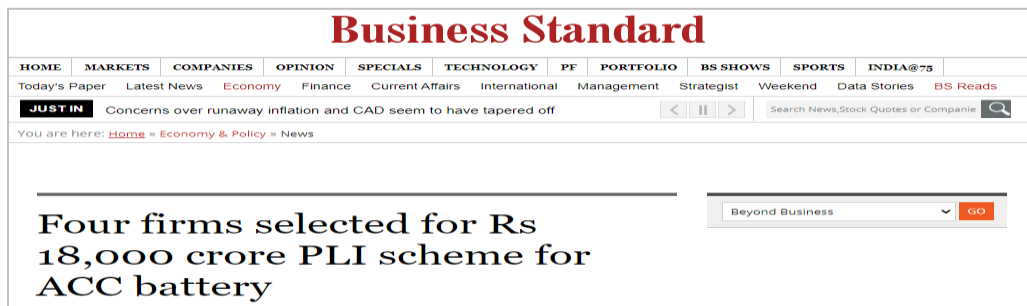 Business Standard
HOME MARKETS COMPANIES OPINION SPECIALS TECHNOLOGY PF PORTFOLIO BS SHOWS SPORTS INDIA@75
Today's Paper Latest News Economy Finance Current Affairs International Management Strategist Weekend Data Stories BS Reads
JUST IN Concerns over runaway inflation and CAD seem to have tapered off Search News,Stock Quotes or Companie
You are here: Home » Economy & Policy » News
Four firms selected for Rs
18,000 crore PLI scheme for
ACC battery
Beyond Business GO